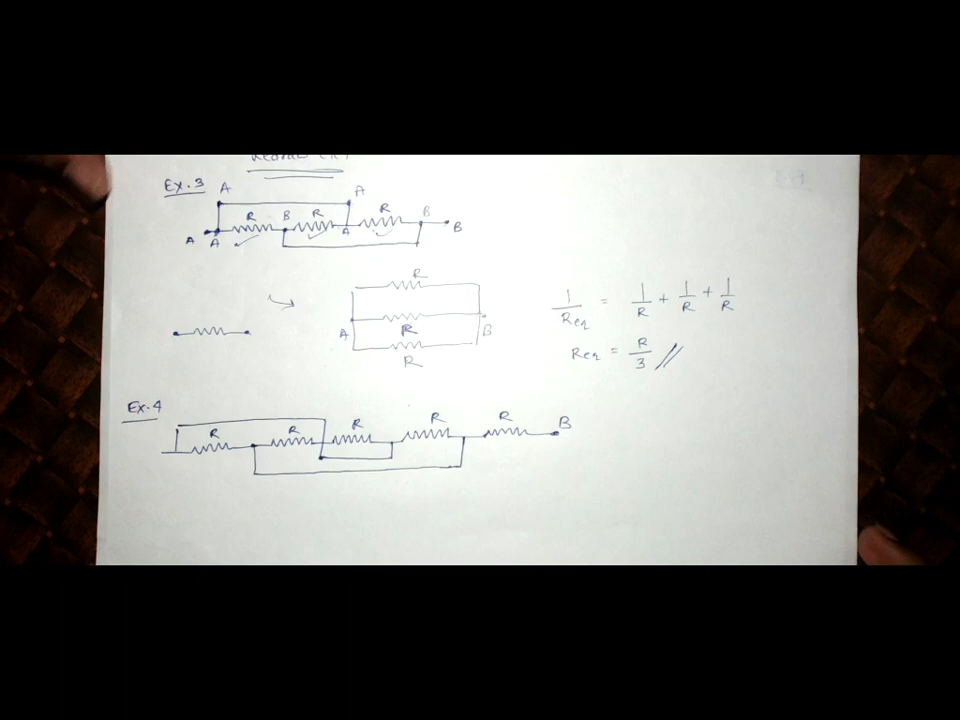 Ex. 3 A A
R B R R B
A A A B
R
1/Req = 1/R + 1/R + 1/R
A R B
R
Req = R/3 //
Ex. 4
R R R R R B